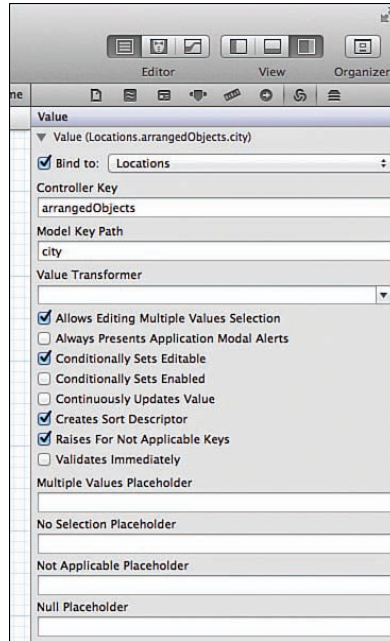 Editor View Organizer
ne
Value
Value (Locations.arrangedObjects.city)
Bind to: Locations
Controller Key
arrangedObjects
Model Key Path
city
Value Transformer
Allows Editing Multiple Values Selection
Always Presents Application Modal Alerts
Conditionally Sets Editable
Conditionally Sets Enabled
Continuously Updates Value
Creates Sort Descriptor
Raises For Not Applicable Keys
Validates Immediately
Multiple Values Placeholder
No Selection Placeholder
Not Applicable Placeholder
Null Placeholder